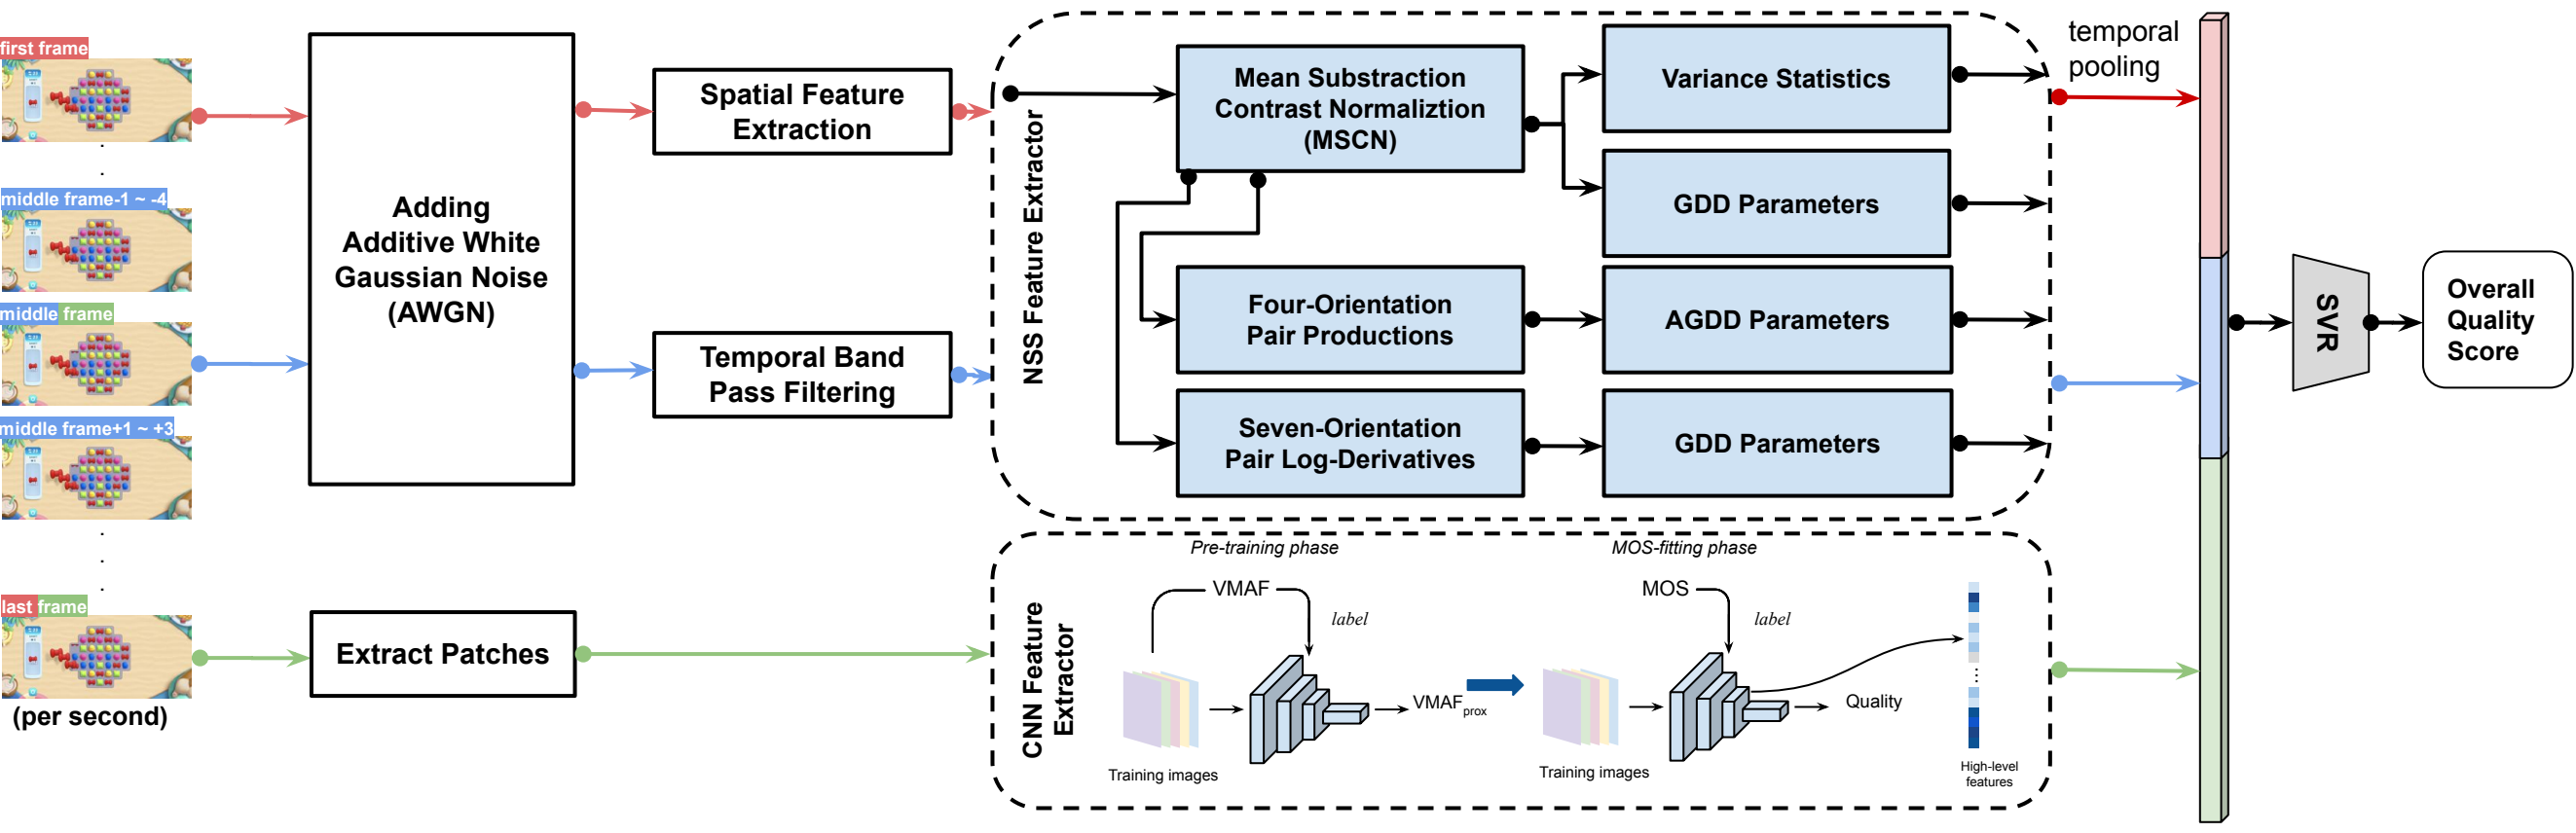 first frame
middle frame-1 ~ -4
middle frame
middle frame+1 ~ +3
last frame
(per second)
Adding
Additive White
Gaussian Noise
(AWGN)
Extract Patches
Spatial Feature
Extraction
Temporal Band
Pass Filtering
NSS Feature Extractor
Mean Substraction
Contrast Normaliztion
(MSCN)
Variance Statistics
GDD Parameters
Four-Orientation
Pair Productions
AGDD Parameters
Seven-Orientation
Pair Log-Derivatives
GDD Parameters
CNN Feature
Extractor
Pre-training phase
VMAF
label
Training images
VMAFprox
MOS-fitting phase
MOS
label
Training images
Quality
High-level
features
temporal
pooling
SVR
Overall
Quality
Score